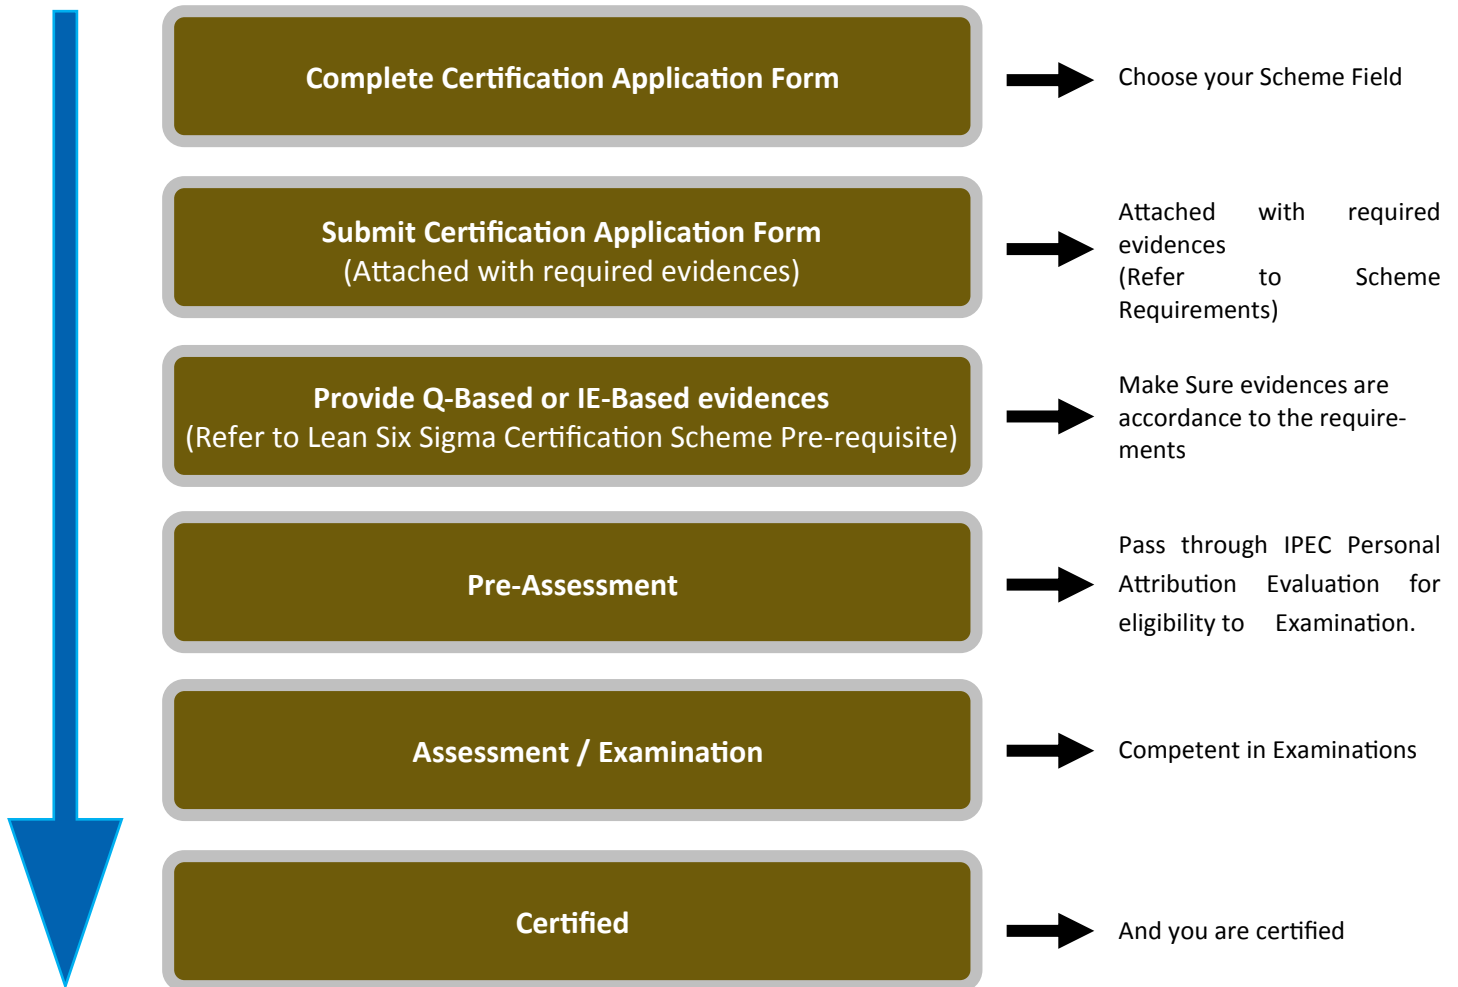 Complete Certification Application Form
Choose your Scheme Field
Submit Certification Application Form
(Attached with required evidences)
Attached with required
evidences
(Refer to Scheme
Requirements)
Provide Q-Based or IE-Based evidences
(Refer to Lean Six Sigma Certification Scheme Pre-requisite)
Make Sure evidences are
accordance to the require-
ments
Pre-Assessment
Pass through IPEC Personal
Attribution Evaluation for
eligibility to Examination.
Assessment / Examination
Competent in Examinations
Certified
And you are certified